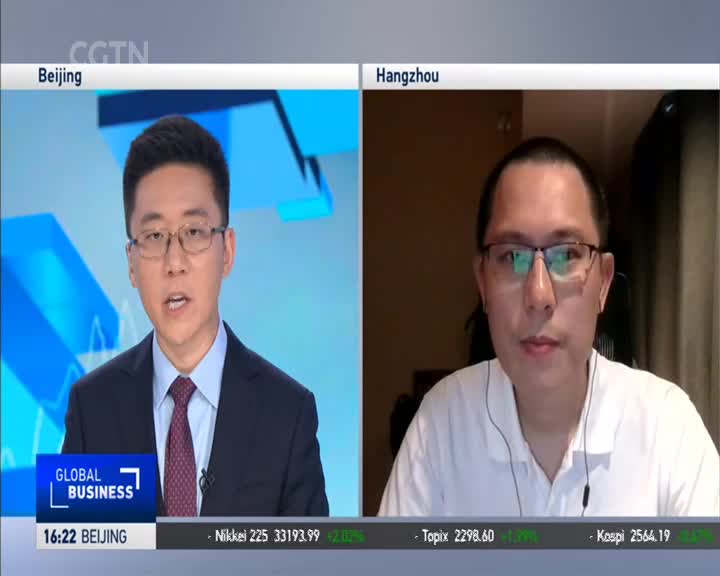 CGTN
Beijing
Hangzhou
GLOBAL
BUSINESS
16:22 BEIJING
- Nikkei 225 33193.99 +2.02% - Topix 2298.60 +1.99% - Kospi 2564.19